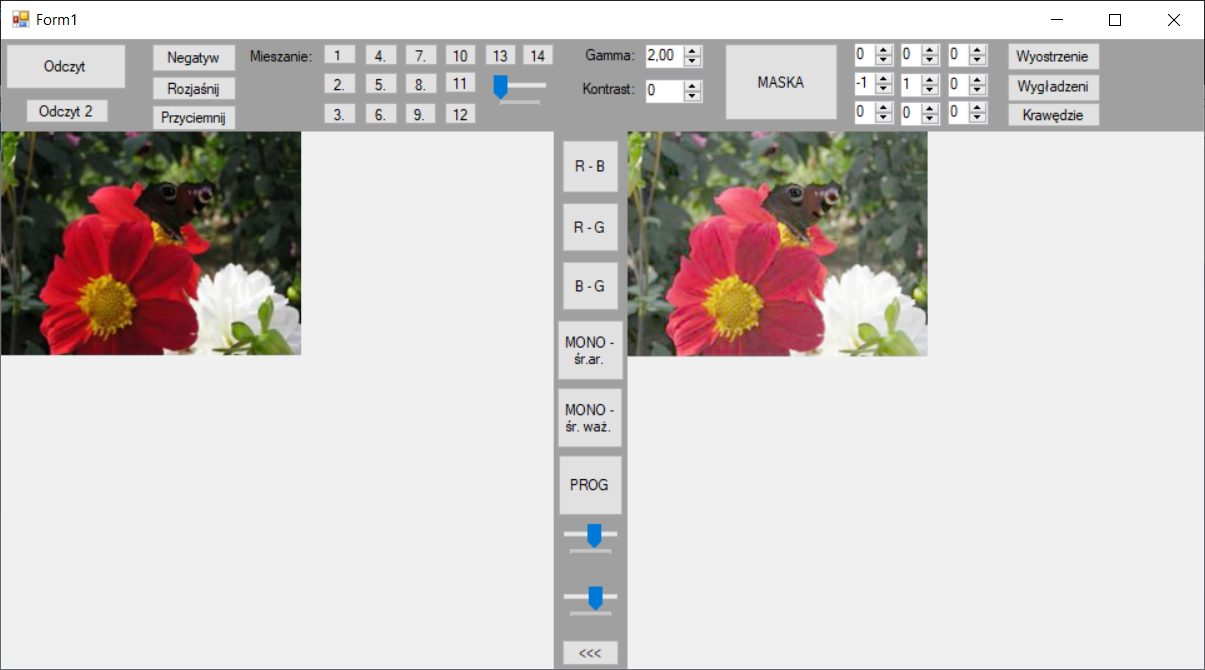 Form1
Odczyt
Odczyt 2
Negatyw
Rozjaśnij
Przyciemnij
Mieszanie:
1 4. 7. 10 13 14
2. 5. 8. 11
3. 6. 9. 12
Gamma: 2,00
Kontrast: 0
MASKA
0 0 0
-1 1 0
0 0 0
Wyostrzenie
Wygładzeni
Krawędzie
R - B
R - G
B - G
MONO -
śr.ar.
MONO -
śr. waż.
PROG
<<<